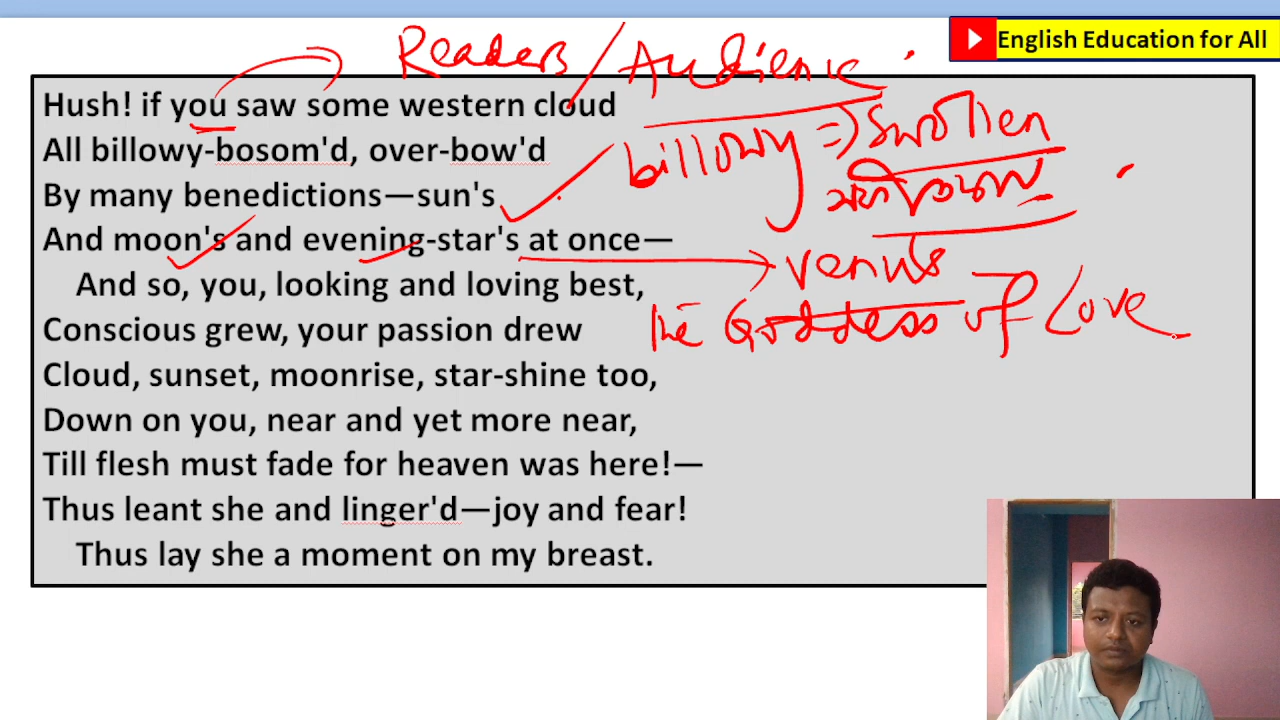 English Education for All
Readers / Audience
Hush! if you saw some western cloud
All billowy-bosom'd, over-bow'd
billowy => swollen
By many benedictions—sun's
And moon's and evening-star's at once—
venus
And so, you, looking and loving best,
The Goddess of Love
Conscious grew, your passion drew
Cloud, sunset, moonrise, star-shine too,
Down on you, near and yet more near,
Till flesh must fade for heaven was here!—
Thus leant she and linger'd—joy and fear!
Thus lay she a moment on my breast.